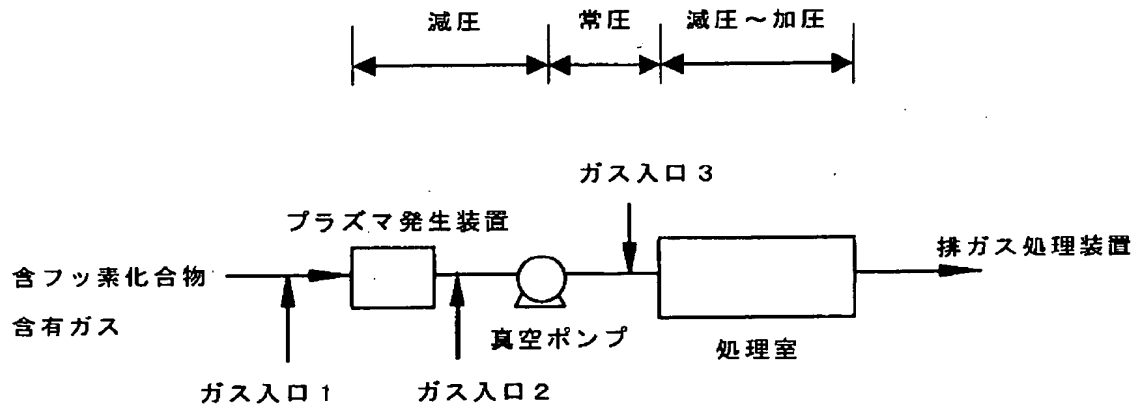 減圧
常圧
減圧～加圧
ガス入口3
プラズマ発生装置
含フッ素化合物
含有ガス
排ガス処理装置
真空ポンプ
処理室
ガス入口1
ガス入口2